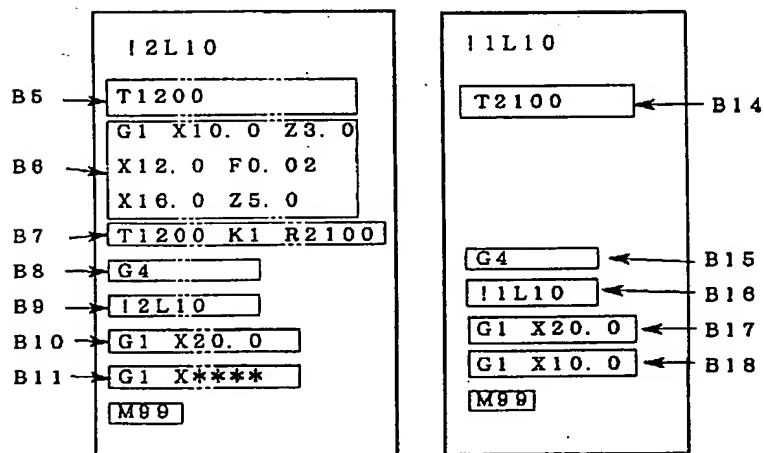 !2L10
B5
T1200
G1 X10.0 Z3.0
B6
X12.0 F0.02
X16.0 Z5.0
B7
T1200 K1 R2100
B8
G4
B9
!2L10
B10
G1 X20.0
B11
G1 X****
M99
!1L10
T2100
B14
G4
B15
!1L10
B16
G1 X20.0
B17
G1 X10.0
B18
M99